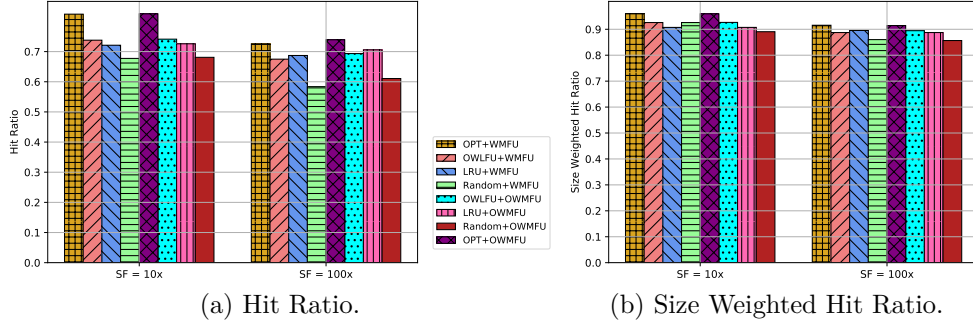 Hit Ratio
0.7
0.6
0.5
0.4
0.3
0.2
0.1
0.0
SF = 10x
SF = 100x
OPT+WMFU
OWLFU+WMFU
LRU+WMFU
Random+WMFU
OWLFU+OWMFU
LRU+OWMFU
Random+OWMFU
OPT+OWMFU
Size Weighted Hit Ratio
0.9
0.8
0.7
0.6
0.5
0.4
0.3
0.2
0.1
0.0
SF = 10x
SF = 100x
(a) Hit Ratio.
(b) Size Weighted Hit Ratio.